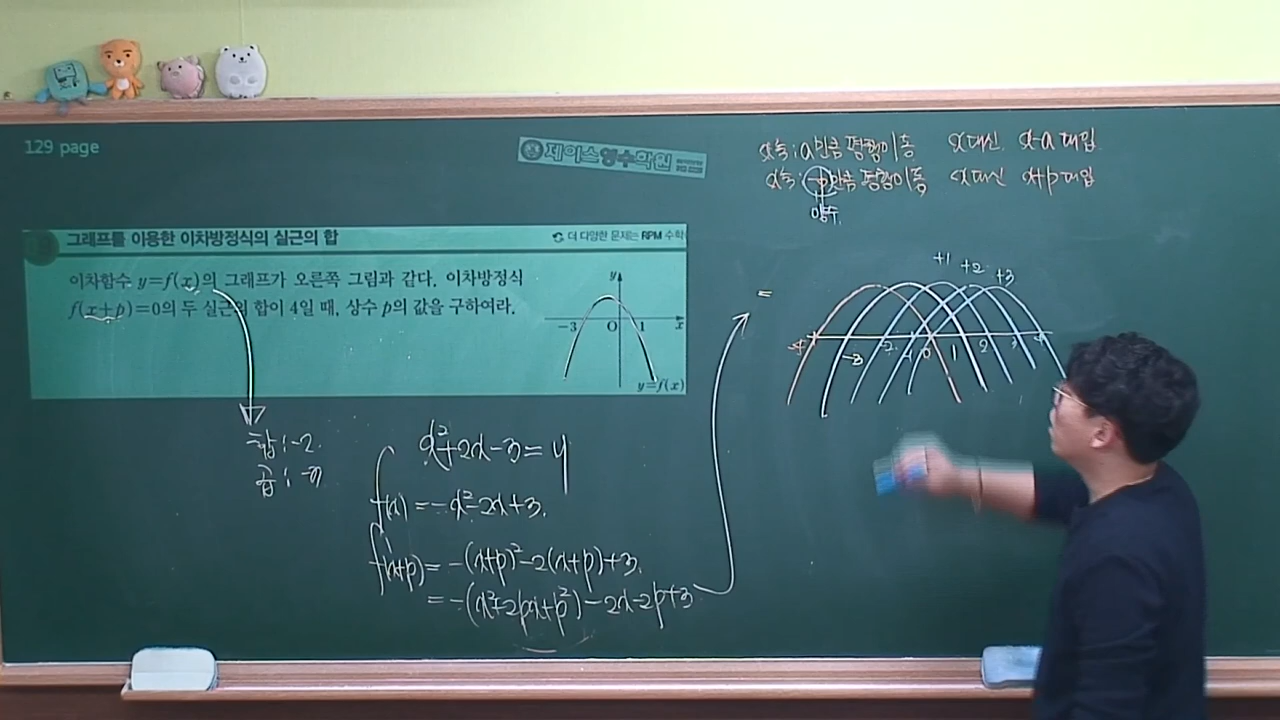 129 page
제이스영수학원
x축: a만큼 평행이동 x대신 x-a 대입
x축: -p만큼 평행이동 x대신 x+p 대입
양수.
그래프를 이용한 이차방정식의 실근의 합
더 다양한 문제는 RPM 수학
이차함수 y=f(x)의 그래프가 오른쪽 그림과 같다. 이차방정식
f(x+p)=0의 두 실근의 합이 4일 때, 상수 p의 값을 구하여라.
y
-3 O 1 x
y=f(x)
+1 +2 +3
=
-4 -3 -2 -1 0 1 2 3 4
합: -2.
곱: -3
x²+2x-3=y
f(x)=-x²-2x+3.
f(x+p)=-(x+p)²-2(x+p)+3.
=-(x²+2px+p²)-2x-2p+3